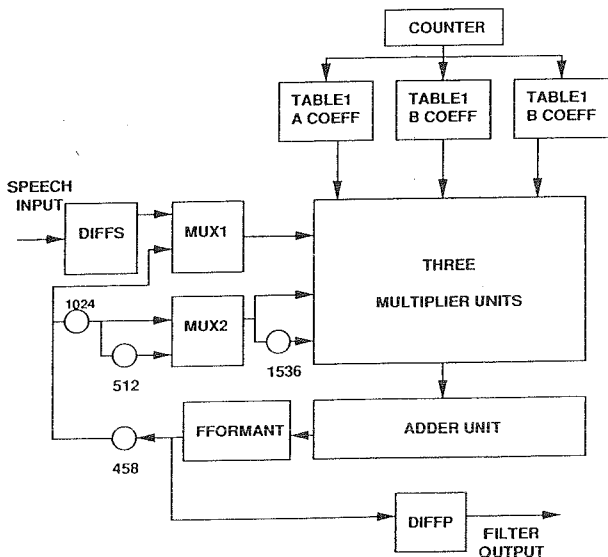 COUNTER
TABLE1
A COEFF
TABLE1
B COEFF
TABLE1
B COEFF
SPEECH
INPUT
DIFFS
MUX1
THREE
MULTIPLIER UNITS
1024
MUX2
512
1536
FFORMANT
ADDER UNIT
458
DIFFP
FILTER
OUTPUT